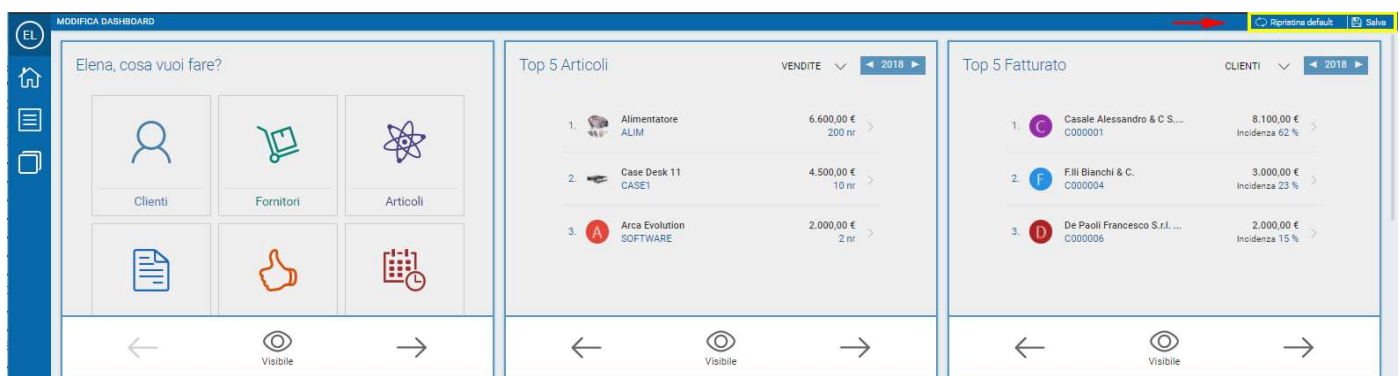 EL
MODIFICA DASHBOARD
Ripristina default
Salva
Elena, cosa vuoi fare?
Clienti
Fornitori
Articoli
Visibile
Top 5 Articoli
VENDITE
2018
1. Alimentatore 6.600,00 €
ALIM 200 nr
2. Case Desk 11 4.500,00 €
CASE1 10 nr
3. A Arca Evolution 2.000,00 €
SOFTWARE 2 nr
Visibile
Top 5 Fatturato
CLIENTI
2018
1. C Casale Alessandro & C S.... 8.100,00 €
C000001 Incidenza 62 %
2. F F.lli Bianchi & C. 3.000,00 €
C000004 Incidenza 23 %
3. D De Paoli Francesco S.r.l. ... 2.000,00 €
C000006 Incidenza 15 %
Visibile